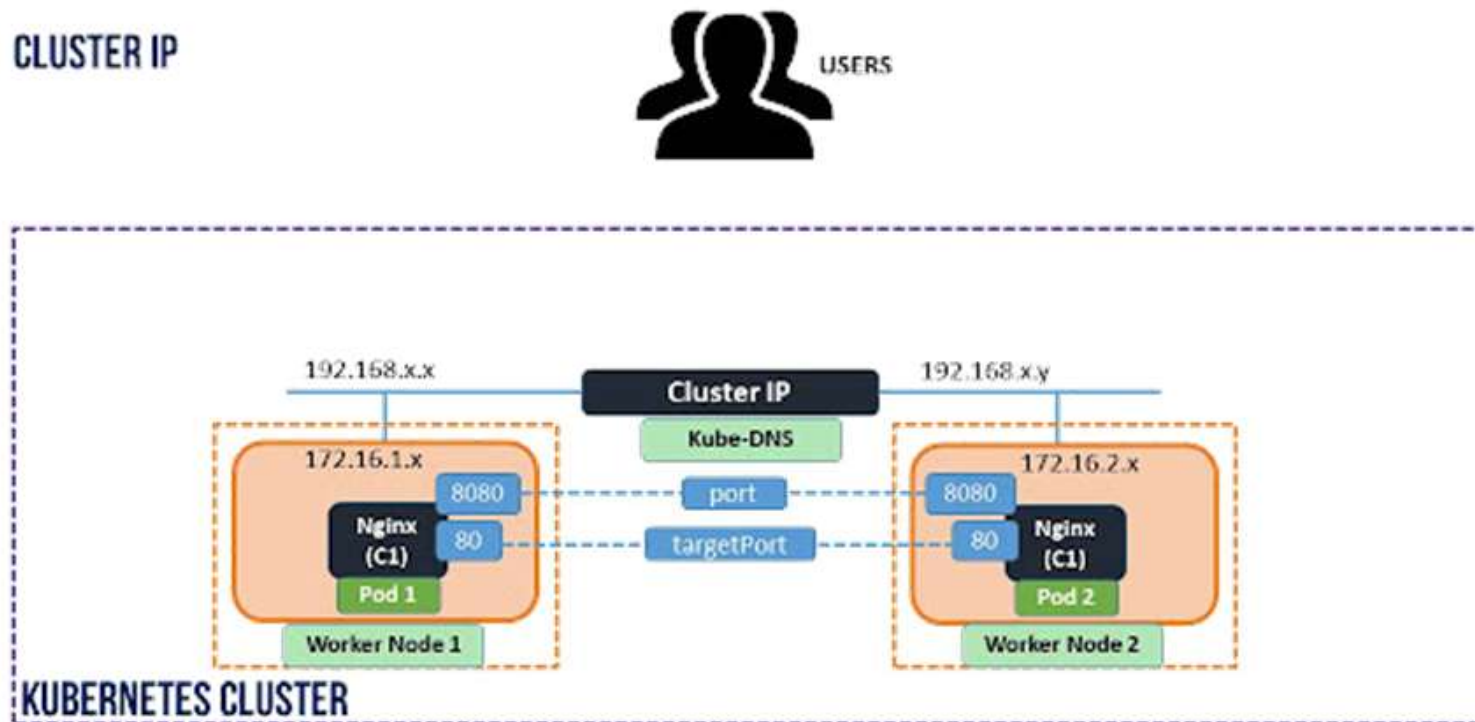 CLUSTER IP
USERS
192.168.x.x
Cluster IP
192.168.x.y
Kube-DNS
172.16.1.x
172.16.2.x
8080
port
8080
Nginx
(C1)
80
targetPort
80
Nginx
(C1)
Pod 1
Pod 2
Worker Node 1
Worker Node 2
KUBERNETES CLUSTER